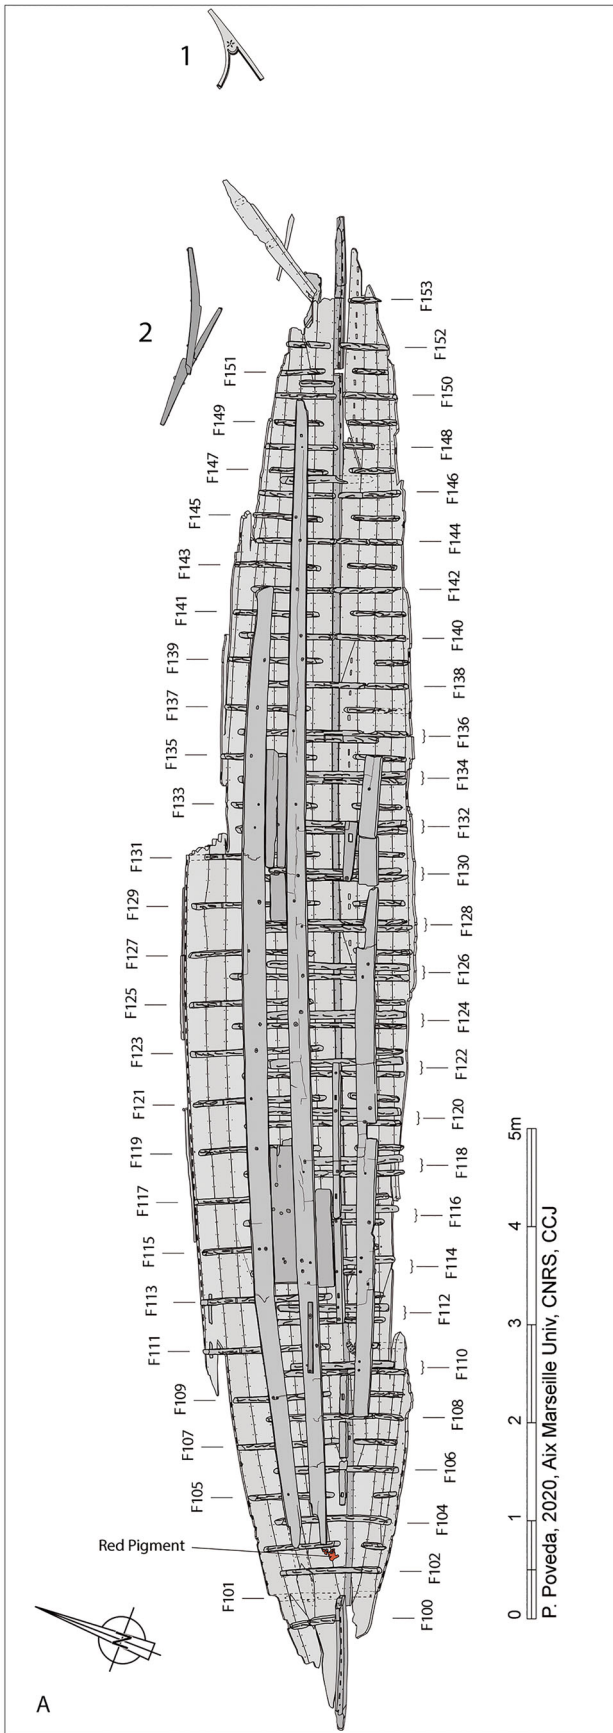 1
2
F153
F152
F151
F150
F149
F148
F147
F146
F145
F144
F143
F142
F141
F140
F139
F138
F137
F136
F135
F134
F133
F132
F131
F130
F129
F128
F127
F126
F125
F124
F123
F122
F121
F120
F119
F118
F117
F116
F115
F114
F113
F112
F111
F110
F109
F108
F107
F106
F105
F104
Red Pigment
F102
F101
F100
N
A
5m
4
3
2
1
0
P. Poveda, 2020, Aix Marseille Univ, CNRS, CCJ